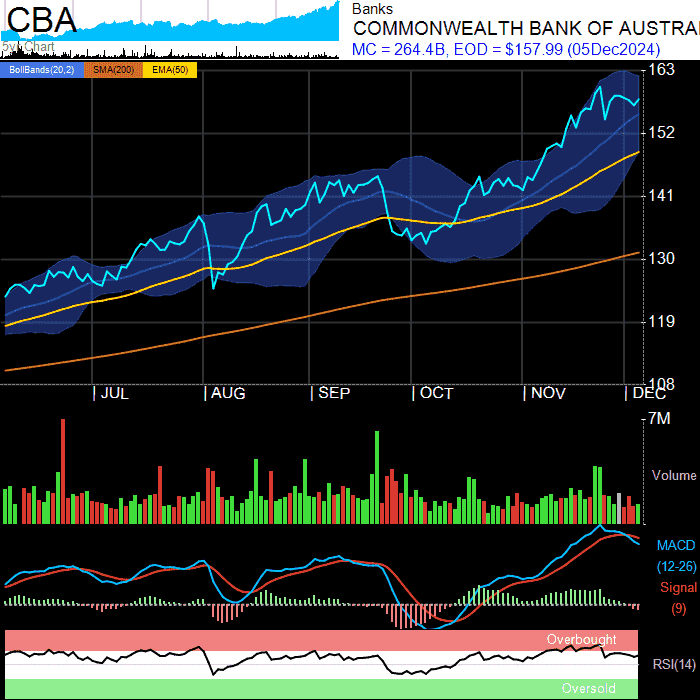 CBA
5yr Chart
Banks
COMMONWEALTH BANK OF AUSTRA
MC = 264.4B, EOD = $157.99 (05Dec2024)
BollBands(20,2) SMA(200) EMA(50)
163
152
141
130
119
108
JUL AUG SEP OCT NOV DEC
7M
Volume
MACD
(12-26)
Signal
(9)
Overbought
RSI(14)
Oversold